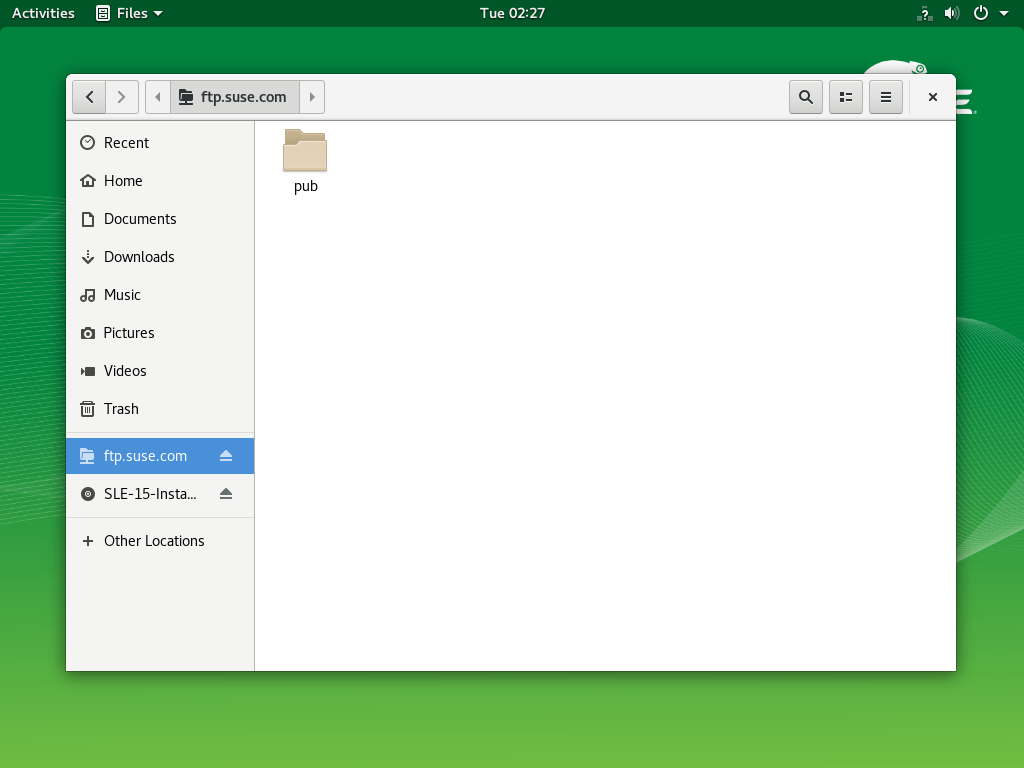 Activities Files Tue 02:27
ftp.suse.com
Recent
Home
Documents
Downloads
Music
Pictures
Videos
Trash
ftp.suse.com
SLE-15-Insta...
Other Locations
pub